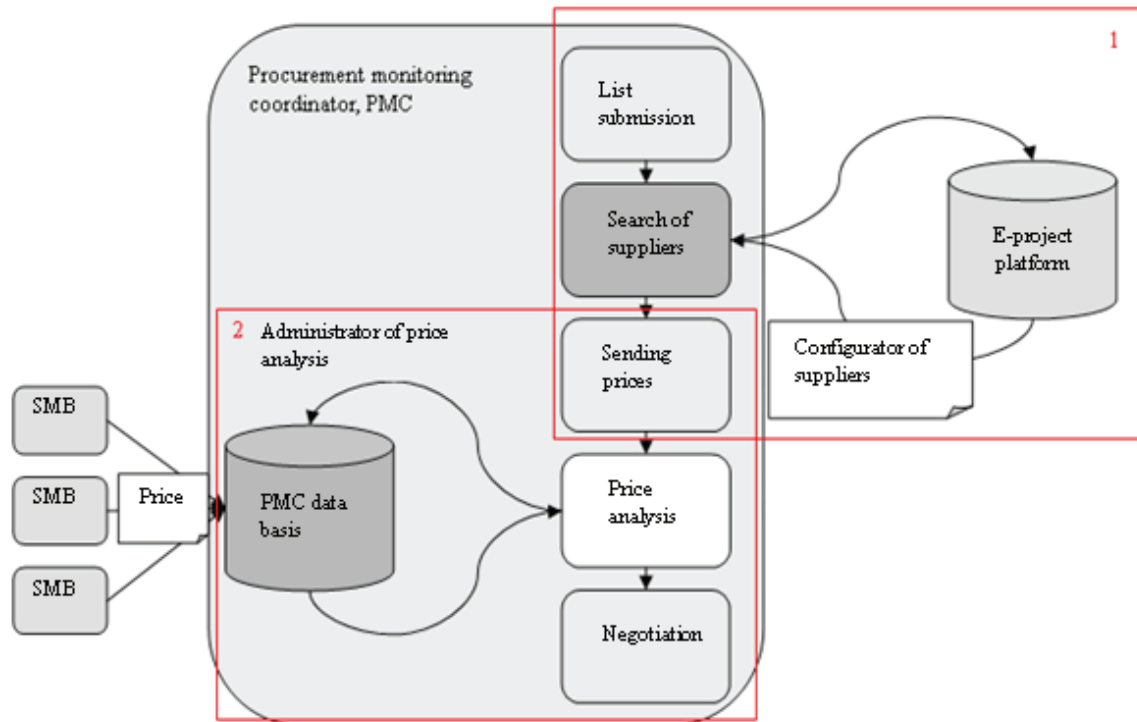 1
Procurement monitoring
coordinator, PMC
List
submission
Search of
suppliers
E-project
platform
2
Administrator of price
analysis
Sending
prices
Configurator of
suppliers
SMB
SMB
SMB
Price
PMC data
basis
Price
analysis
Negotiation